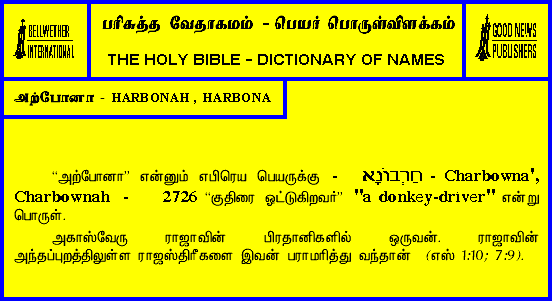 BELLWETHER
INTERNATIONAL
பரிசுத்த வேதாகமம் - பெயர் பொருள்விளக்கம்
THE HOLY BIBLE - DICTIONARY OF NAMES
GOOD NEWS
PUBLISHERS
அற்போனா - HARBONAH , HARBONA
“அற்போனா” என்னும் எபிரெய பெயருக்கு - חַרְבוֹנָא - Charbowna',
Charbownah - 2726 “குதிரை ஓட்டுகிறவர்” "a donkey-driver" என்று
பொருள்.
அகாஸ்வேரு ராஜாவின் பிரதானிகளில் ஒருவன். ராஜாவின்
அந்தப்புறத்திலுள்ள ராஜஸ்திரீகளை இவன் பராமரித்து வந்தான் (எஸ் 1:10; 7:9).